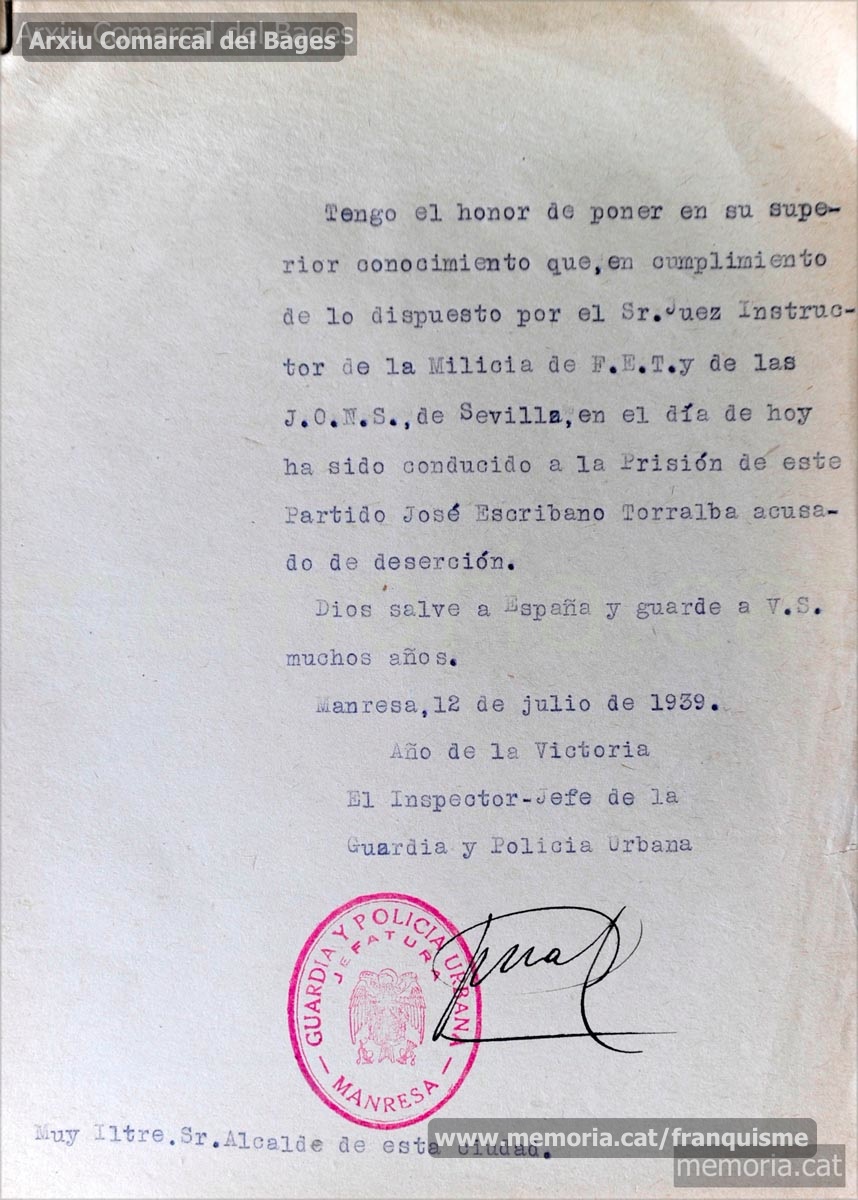 Arxiu Comarcal del Bages
Arxiu Comarcal del Bages
Tengo el honor de poner en su supe-
rior conocimiento que,en cumplimiento
de lo dispuesto por el Sr.Juez Instruc-
tor de la Milicia de F.E.T.y de las
J.O.N.S.,de Sevilla,en el día de hoy
ha sido conducido a la Prisión de este
Partido José Escribano Torralba acusa-
do de deserción.
Dios salve a España y guarde a V.S.
muchos años.
Manresa,12 de julio de 1939.
Año de la Victoria
El Inspector-Jefe de la
Guardia y Policia Urbana
GUARDIA Y POLICIA URBANA
JEFATURA
— MANRESA —
Muy Iltre.Sr.Alcalde de esta ciudad.
www.memoria.cat/franquisme
memoria.cat